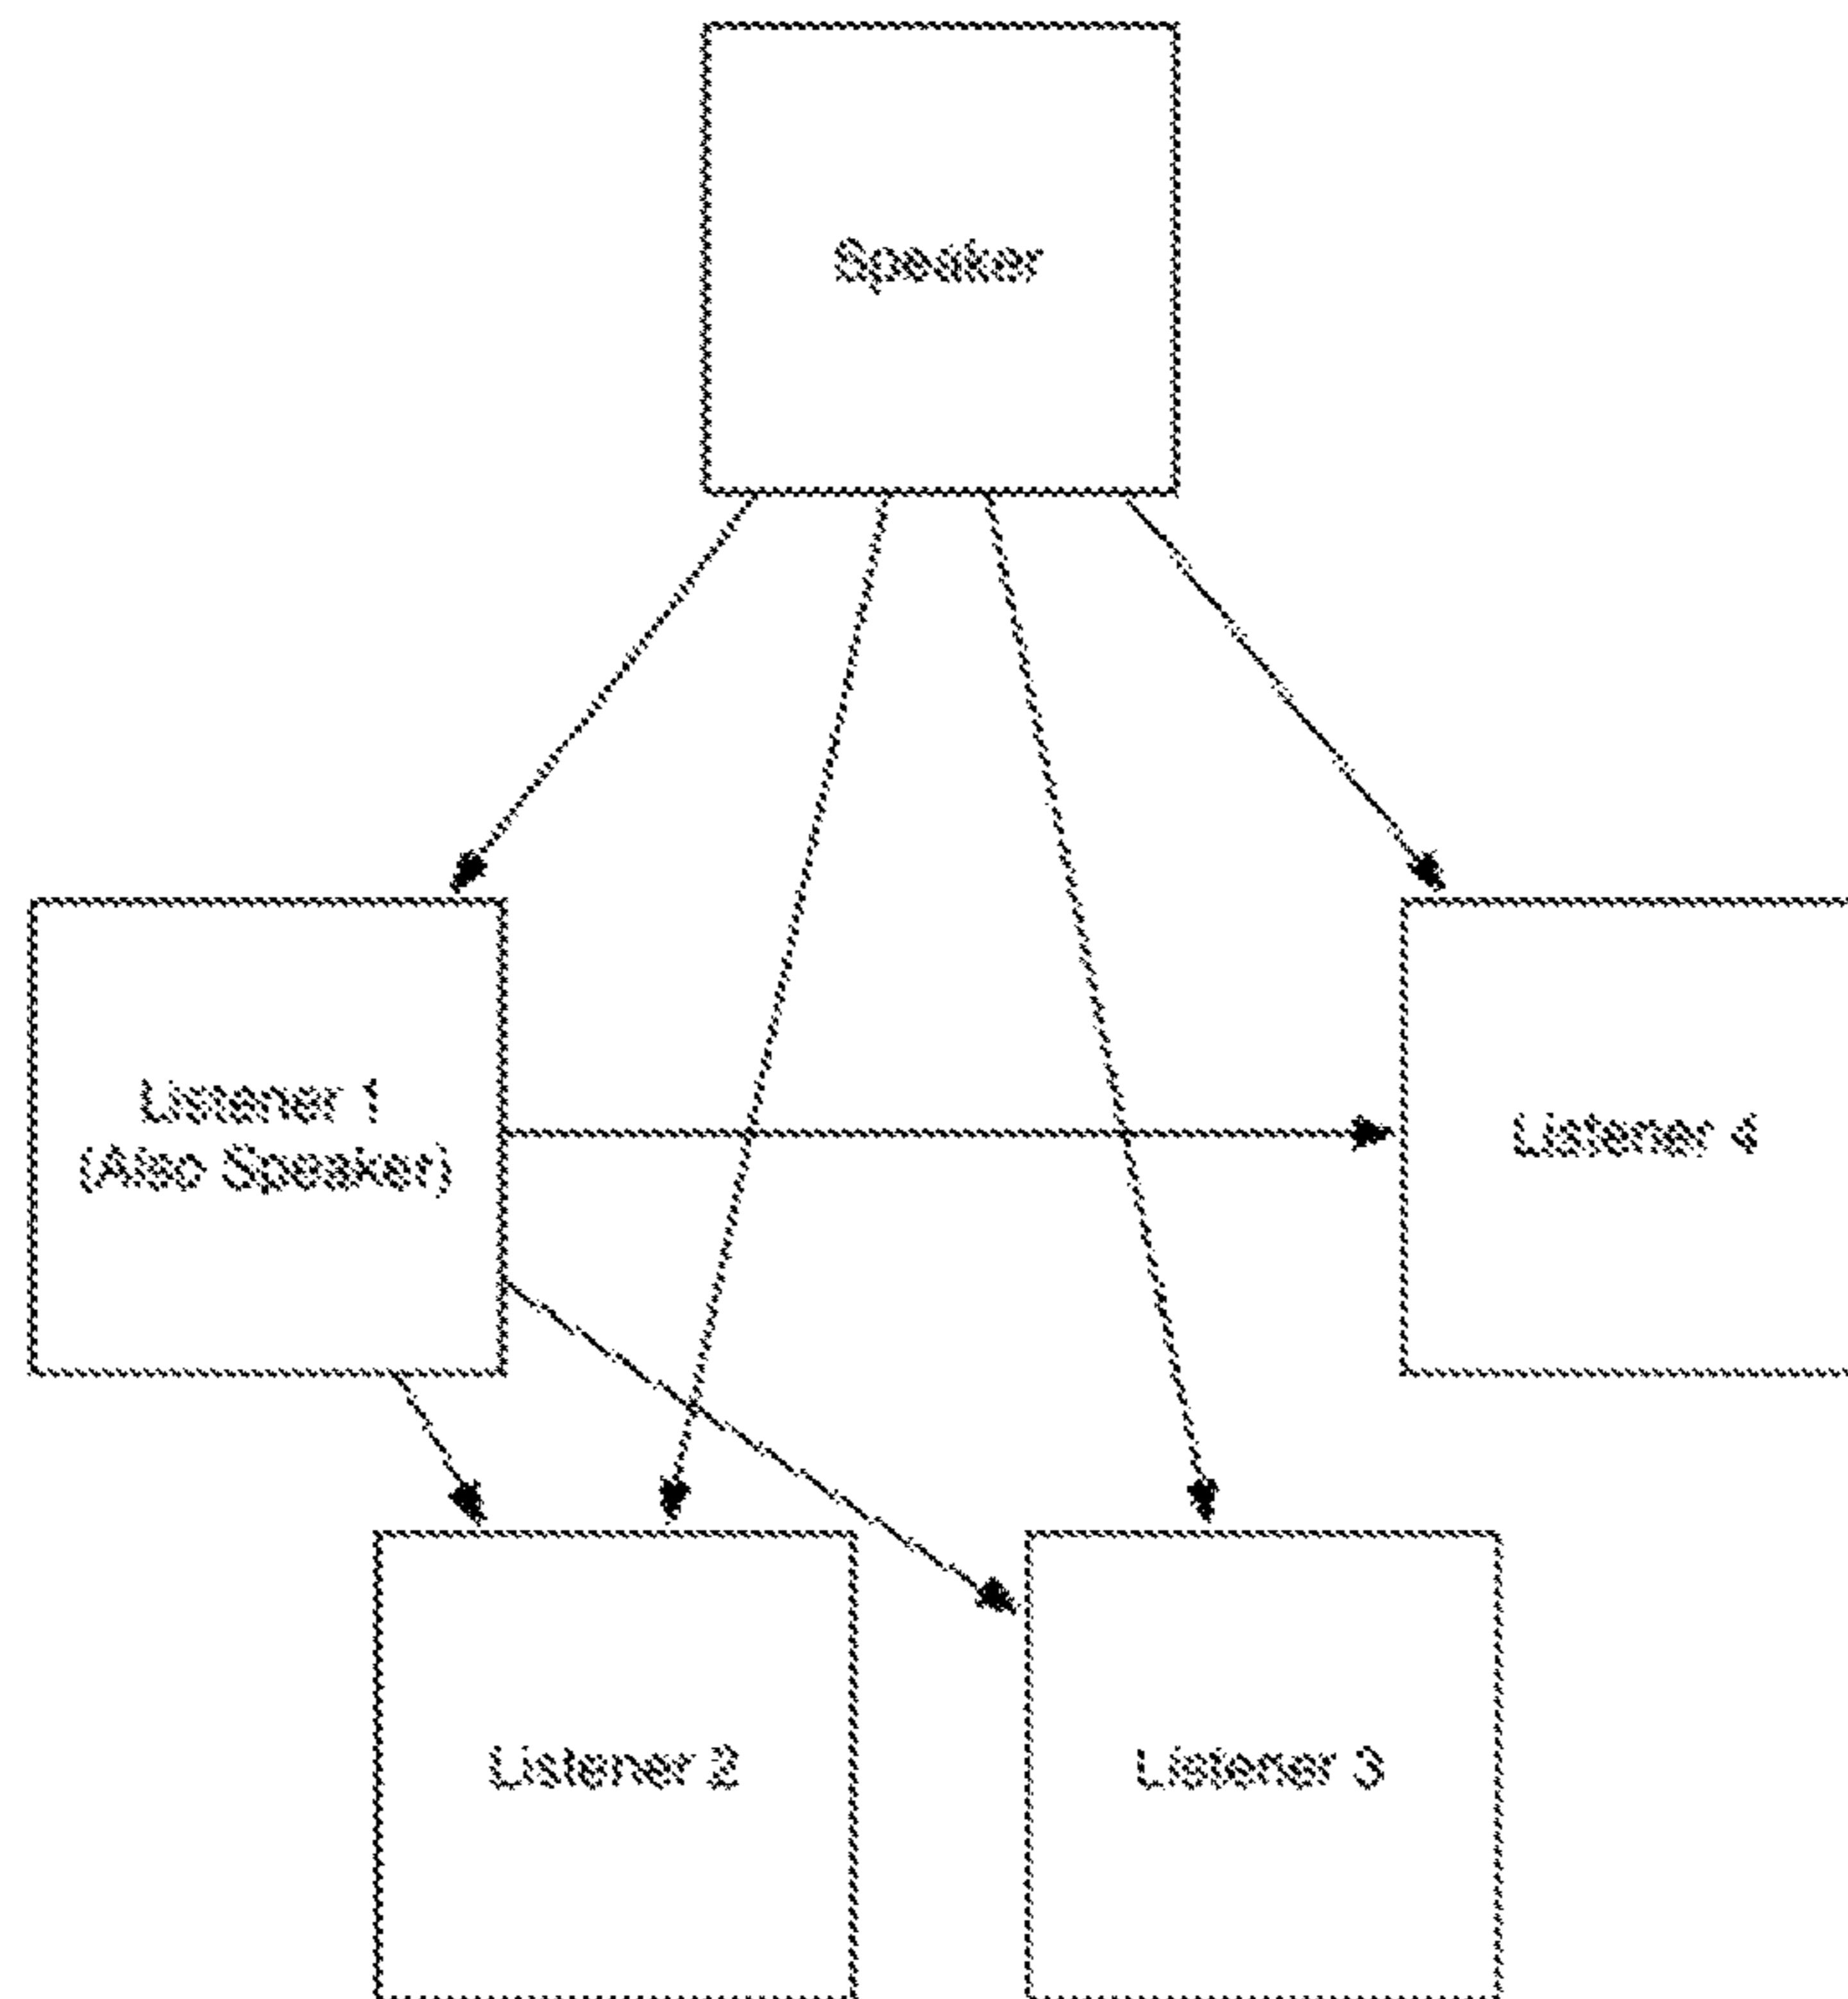 Speaker
Listener 1
(Also Speaker)
Listener 4
Listener 2
Listener 3